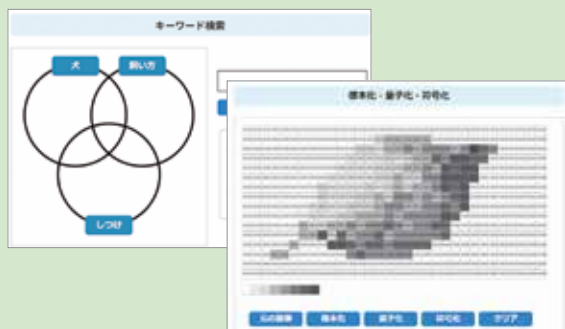 キーワード検索
犬
飼い方
しつけ
標本化・量子化・符号化
元の画像
標本化
量子化
符号化
クリア